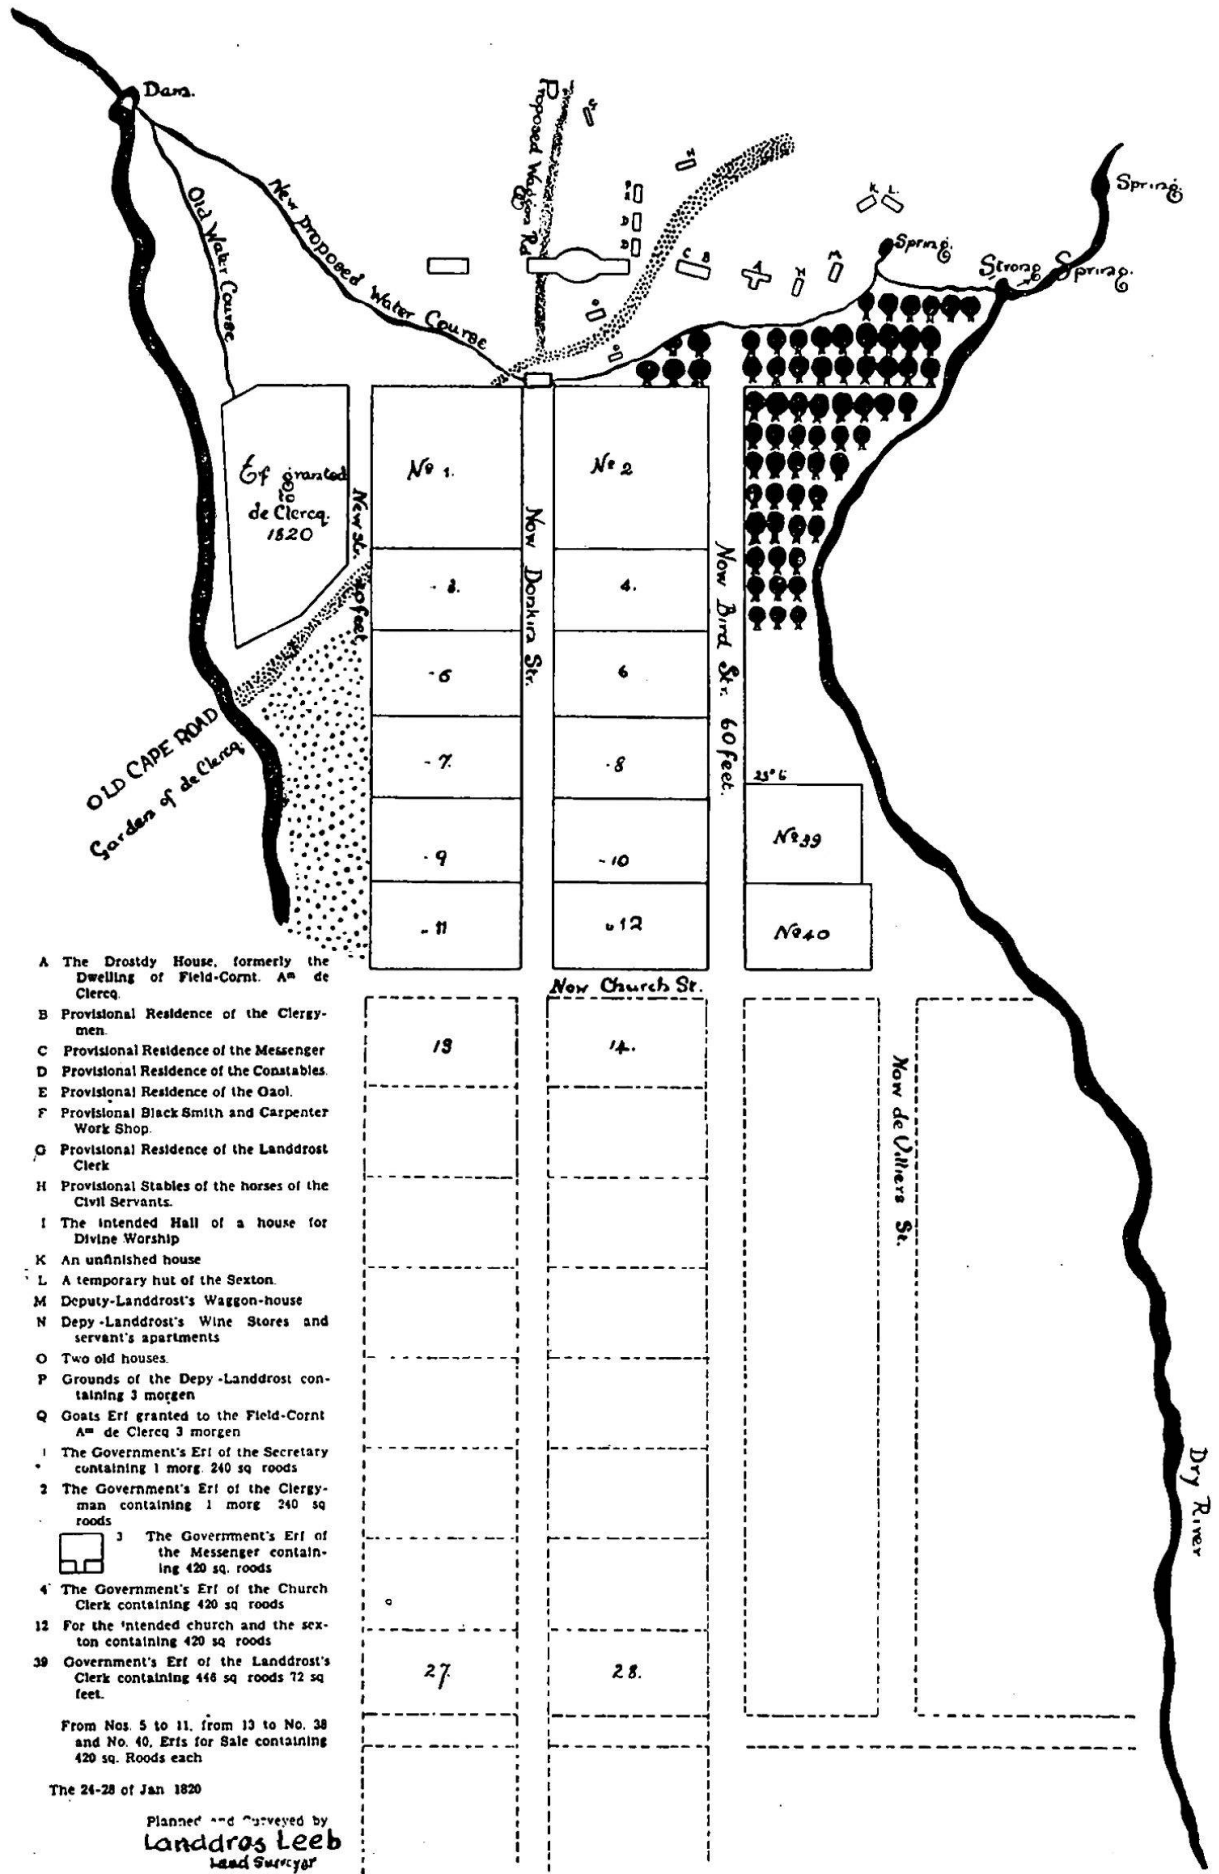 Dam.
Old Water Course
New proposed Water Course
Proposed Waggon Rd
Q
G
H
E
D
D
C B
A
N
M
K L.
O
O
Spring.
Strong Spring.
Spring.
Erf granted
to
de Clercq.
1820
New Str. 40 feet
No 1.
No 2
- 3.
4.
6
- 7.
- 8
- 9
- 10
- 11
12
Now Donkin Str.
Now Bird Str. 60 feet.
No 39
No 40
OLD CAPE ROAD
Garden of de Clercq.
Now Church St.
13
14.
Now de Villiers St.
27.
28.
Dry River
A The Drostdy House, formerly the
Dwelling of Field-Cornt. Am de
Clercq.
B Provisional Residence of the Clergy-
men.
C Provisional Residence of the Messenger
D Provisional Residence of the Constables.
E Provisional Residence of the Gaol.
F Provisional Black Smith and Carpenter
Work Shop.
G Provisional Residence of the Landdrost
Clerk
H Provisional Stables of the horses of the
Civil Servants.
I The intended Hall of a house for
Divine Worship
K An unfinished house
L A temporary hut of the Sexton.
M Deputy-Landdrost's Waggon-house
N Depy-Landdrost's Wine Stores and
servant's apartments
O Two old houses.
P Grounds of the Depy-Landdrost con-
taining 3 morgen
Q Goats Erf granted to the Field-Cornt
Am de Clercq 3 morgen
1 The Government's Erf of the Secretary
containing 1 morg. 240 sq roods
2 The Government's Erf of the Clergy-
man containing 1 morg 240 sq
roods
3 The Government's Erf of
the Messenger contain-
ing 420 sq. roods
4 The Government's Erf of the Church
Clerk containing 420 sq roods
12 For the intended church and the sex-
ton containing 420 sq roods
39 Government's Erf of the Landdrost's
Clerk containing 446 sq roods 72 sq
feet.
From Nos. 5 to 11, from 13 to No. 38
and No. 40, Erfs for Sale containing
420 sq. Roods each
The 24-28 of Jan 1820
Planned and Surveyed by
Landdros Leeb
Land Surveyor